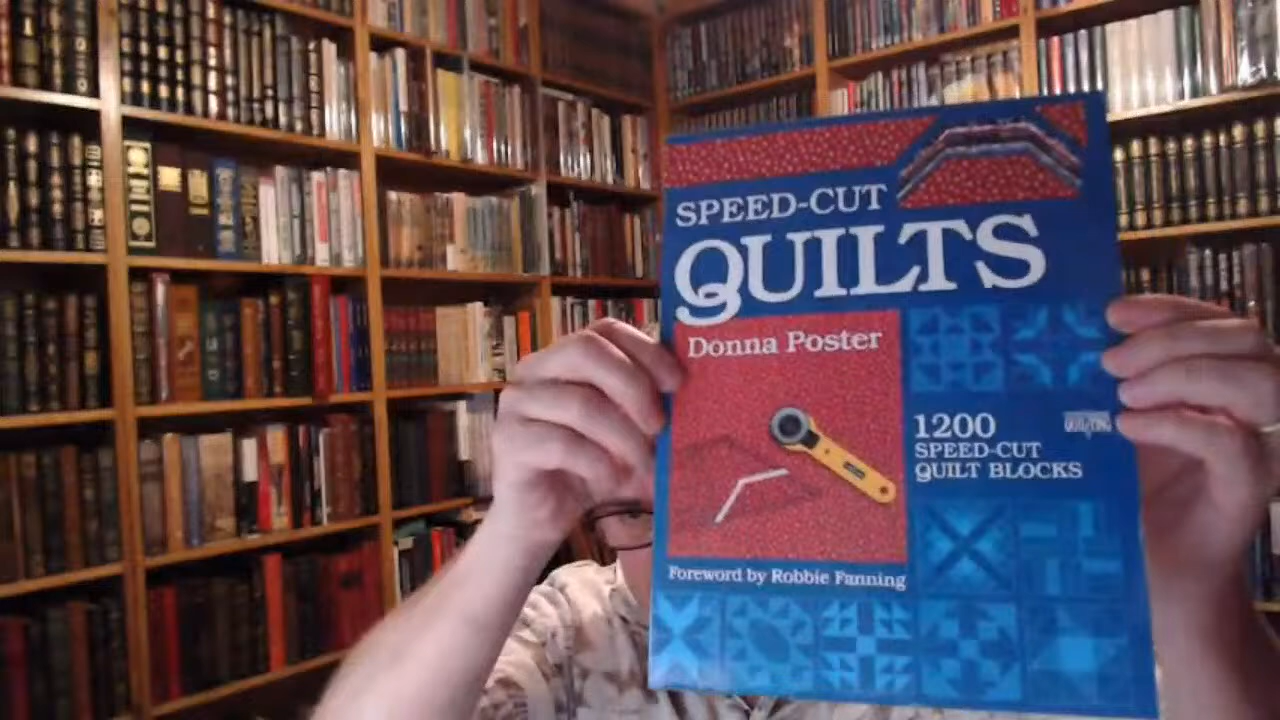 SPEED-CUT
QUILTS
Donna Poster
1200
SPEED-CUT
QUILT BLOCKS
Foreword by Robbie Fanning